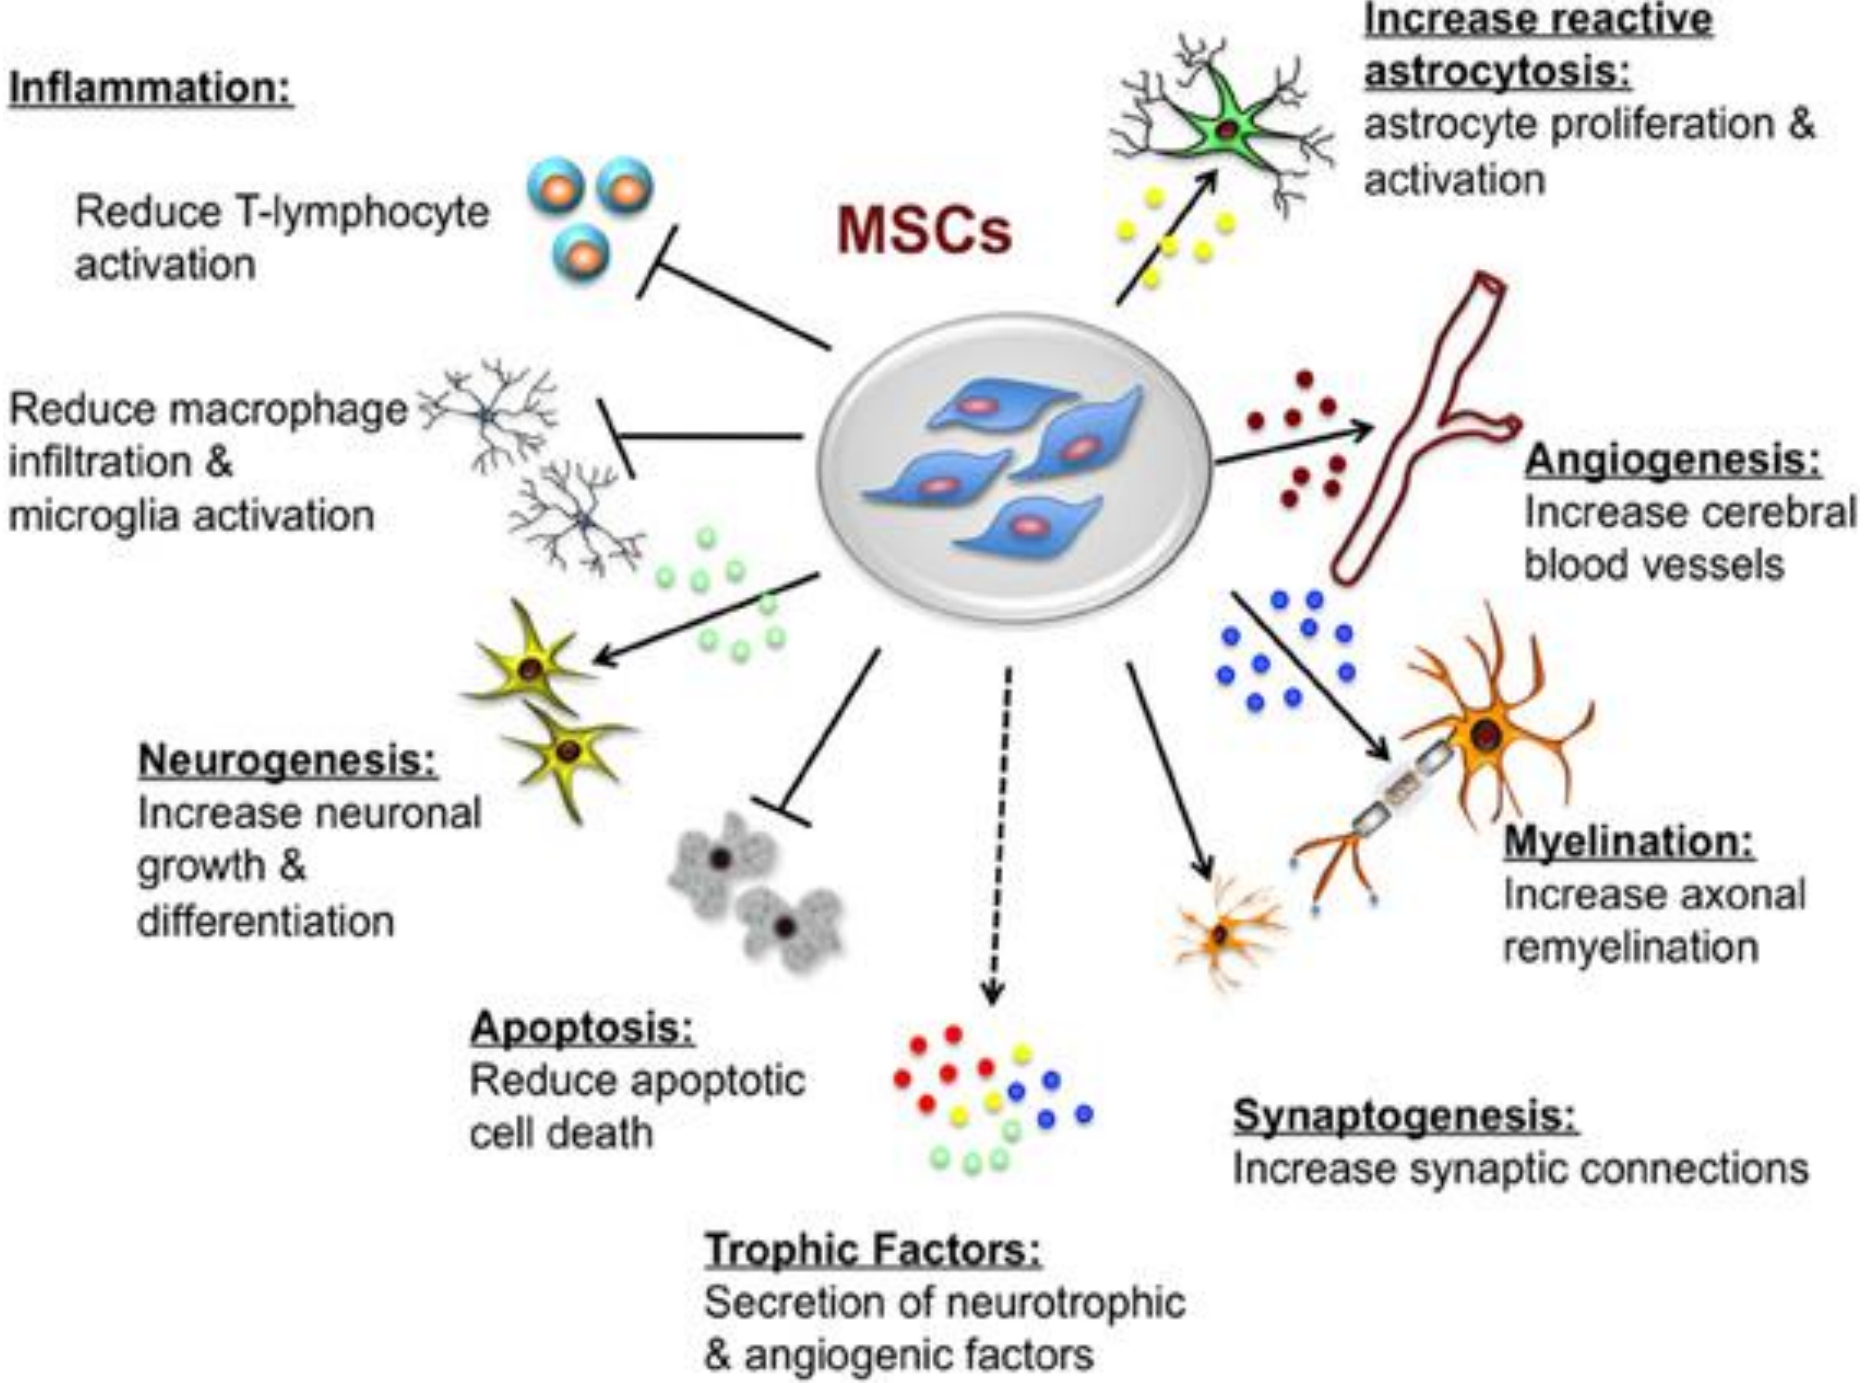 Inflammation:
Reduce T-lymphocyte
activation
Reduce macrophage
infiltration &
microglia activation
Neurogenesis:
Increase neuronal
growth &
differentiation
Apoptosis:
Reduce apoptotic
cell death
Trophic Factors:
Secretion of neurotrophic
& angiogenic factors
MSCs
Increase reactive
astrocytosis:
astrocyte proliferation &
activation
Angiogenesis:
Increase cerebral
blood vessels
Myelination:
Increase axonal
remyelination
Synaptogenesis:
Increase synaptic connections